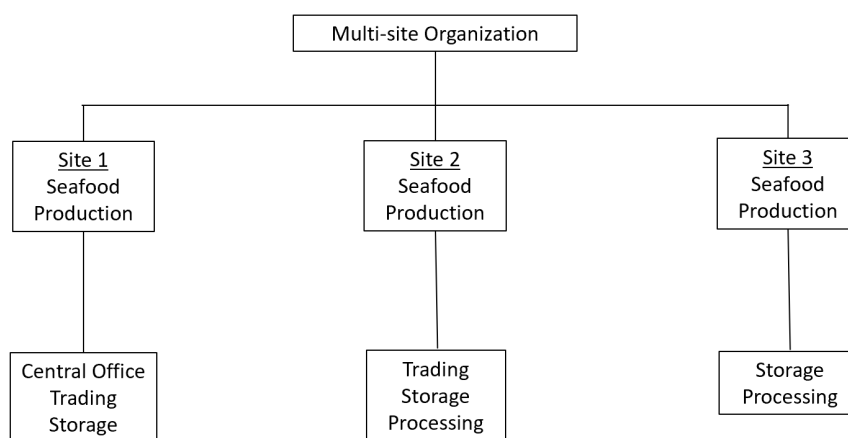 Multi-site Organization
Site 1
Seafood
Production
Site 2
Seafood
Production
Site 3
Seafood
Production
Central Office
Trading
Storage
Trading
Storage
Processing
Storage
Processing